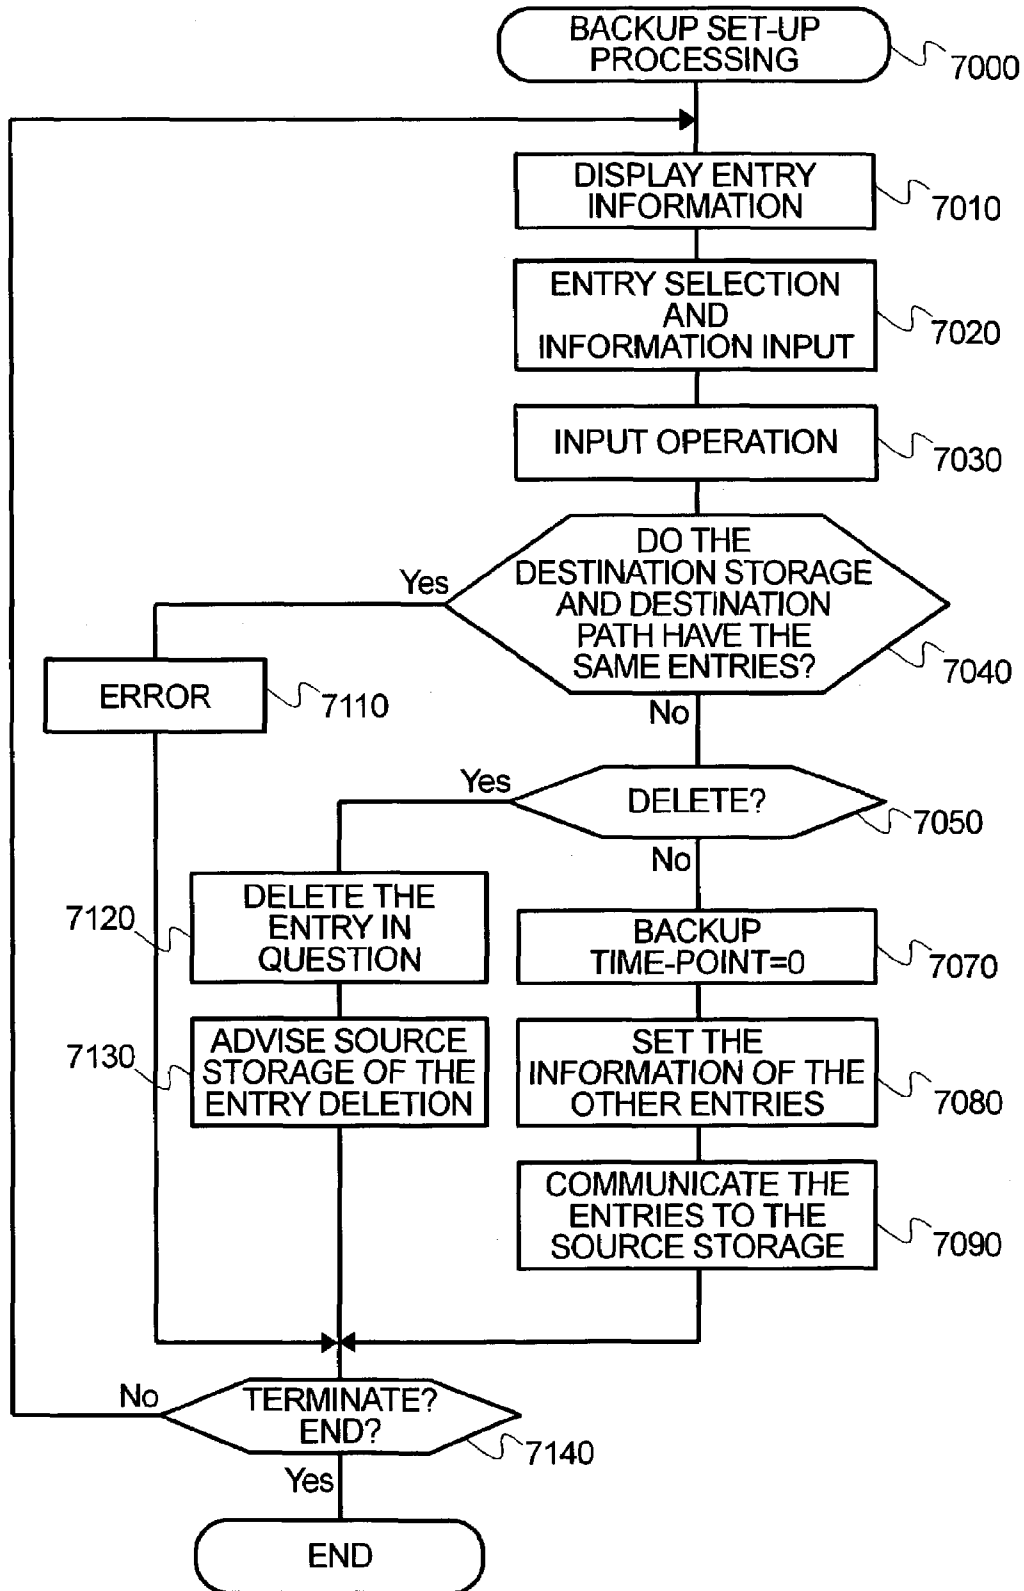 BACKUP SET-UP
PROCESSING
7000
DISPLAY ENTRY
INFORMATION
7010
ENTRY SELECTION
AND
INFORMATION INPUT
7020
INPUT OPERATION
7030
DO THE
DESTINATION STORAGE
AND DESTINATION
PATH HAVE THE
SAME ENTRIES?
7040
Yes
No
ERROR
7110
DELETE?
7050
Yes
No
DELETE THE
ENTRY IN
QUESTION
7120
BACKUP
TIME-POINT=0
7070
ADVISE SOURCE
STORAGE OF THE
ENTRY DELETION
7130
SET THE
INFORMATION OF THE
OTHER ENTRIES
7080
COMMUNICATE THE
ENTRIES TO THE
SOURCE STORAGE
7090
TERMINATE?
END?
7140
No
Yes
END